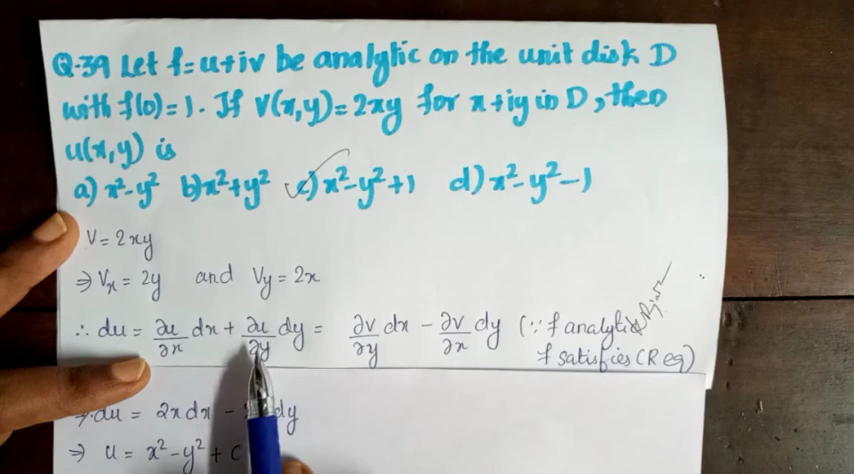 Q-39 Let f=u+iv be analytic on the unit disk D
with f(0)=1. If V(x,y)=2xy for x+iy in D, then
u(x,y) is
a) x²-y² b) x²+y² c) x²-y²+1 d) x²-y²-1
V=2xy
⇒ Vx = 2y and Vy = 2x
∴ du = ∂u/∂x dx + ∂u/∂y dy = ∂v/∂y dx - ∂v/∂x dy (∵ f analytic
f satisfies CR eq)
⇒ du = 2x dx - dy
⇒ u = x²-y² + c